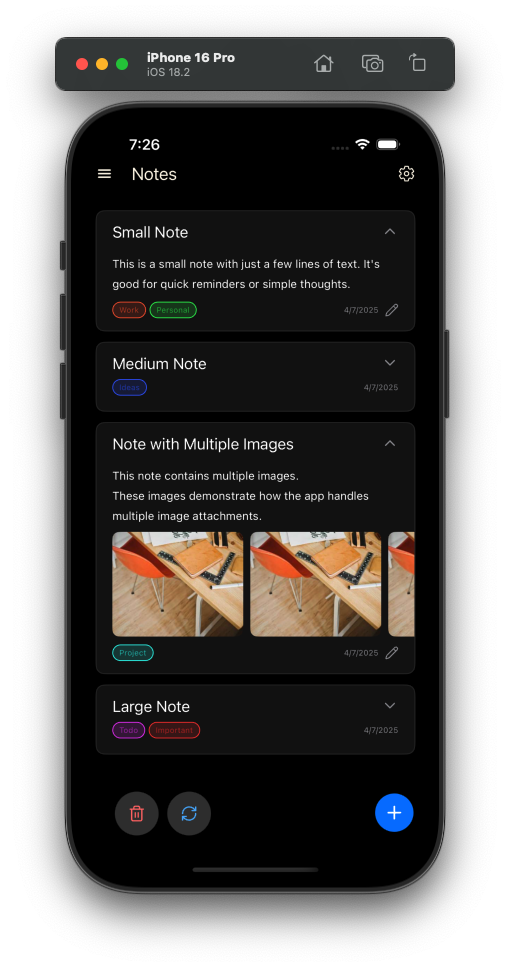 iPhone 16 Pro
iOS 18.2
7:26
Notes
Small Note
This is a small note with just a few lines of text. It's
good for quick reminders or simple thoughts.
Work Personal 4/7/2025
Medium Note
Ideas 4/7/2025
Note with Multiple Images
This note contains multiple images.
These images demonstrate how the app handles
multiple image attachments.
Project 4/7/2025
Large Note
Todo Important 4/7/2025